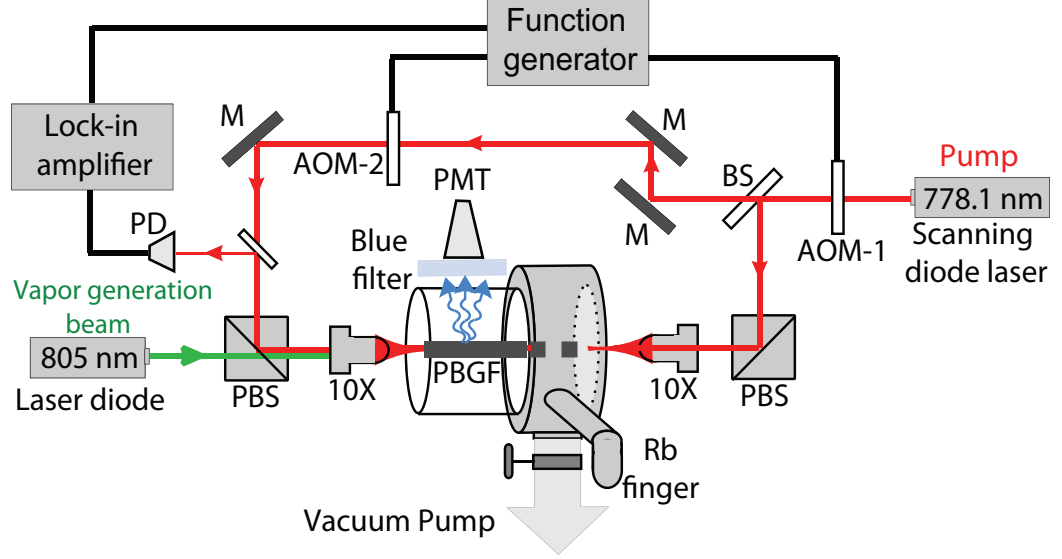 Function
generator
Lock-in
amplifier
M
AOM-2
M
M
BS
Pump
778.1 nm
Scanning
diode laser
AOM-1
PMT
PD
Blue
filter
Vapor generation
beam
805 nm
Laser diode
PBS
10X
PBGF
10X
PBS
Rb
finger
Vacuum Pump